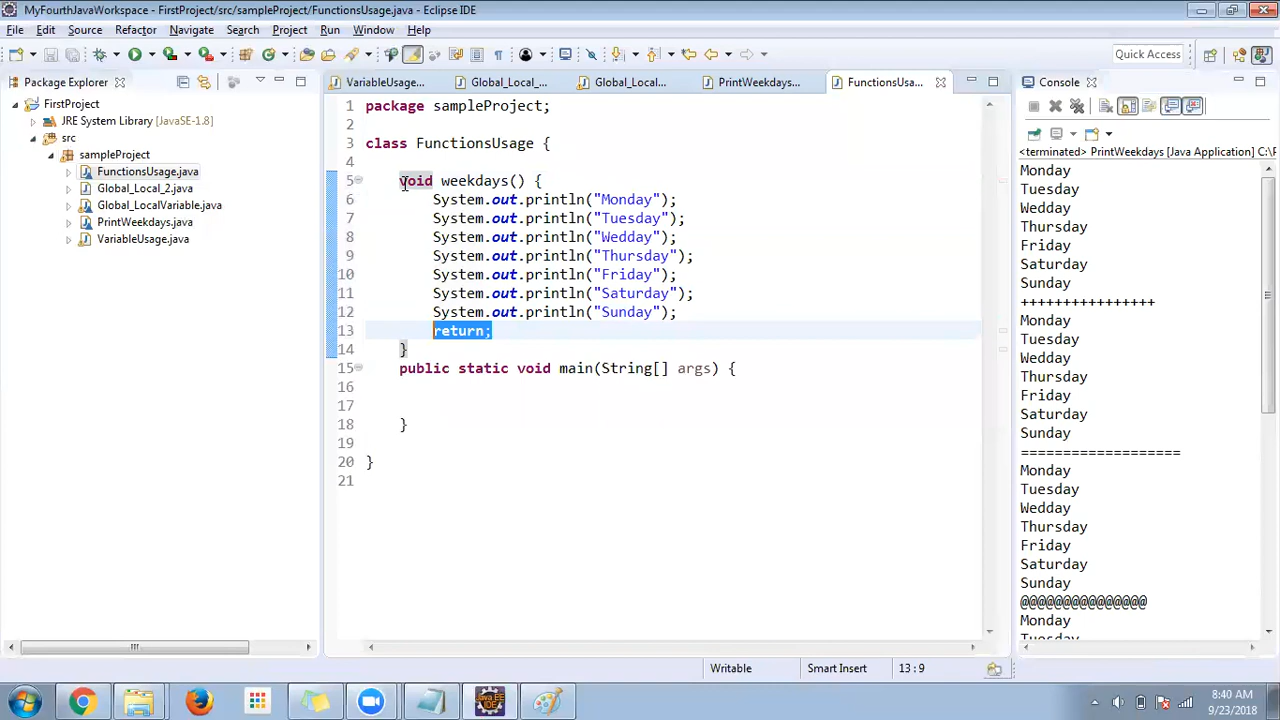 MyFourthJavaWorkspace - FirstProject/src/sampleProject/FunctionsUsage.java - Eclipse IDE
File Edit Source Refactor Navigate Search Project Run Window Help
Quick Access
Package Explorer
FirstProject
JRE System Library [JavaSE-1.8]
src
sampleProject
FunctionsUsage.java
Global_Local_2.java
Global_LocalVariable.java
PrintWeekdays.java
VariableUsage.java
VariableUsage... Global_Local_... Global_Local... PrintWeekdays... FunctionsUsa...
1 package sampleProject;
2
3 class FunctionsUsage {
4
5 void weekdays() {
6 System.out.println("Monday");
7 System.out.println("Tuesday");
8 System.out.println("Wedday");
9 System.out.println("Thursday");
10 System.out.println("Friday");
11 System.out.println("Saturday");
12 System.out.println("Sunday");
13 return;
14 }
15 public static void main(String[] args) {
16
17
18 }
19
20 }
21
Console
<terminated> PrintWeekdays [Java Application] C:\P
Monday
Tuesday
Wedday
Thursday
Friday
Saturday
Sunday
++++++++++++++++
Monday
Tuesday
Wedday
Thursday
Friday
Saturday
Sunday
===================
Monday
Tuesday
Wedday
Thursday
Friday
Saturday
Sunday
@@@@@@@@@@@@@@@
Monday
Tuesday
Writable Smart Insert 13:9
Java EE
IDE
8:40 AM
9/23/2018